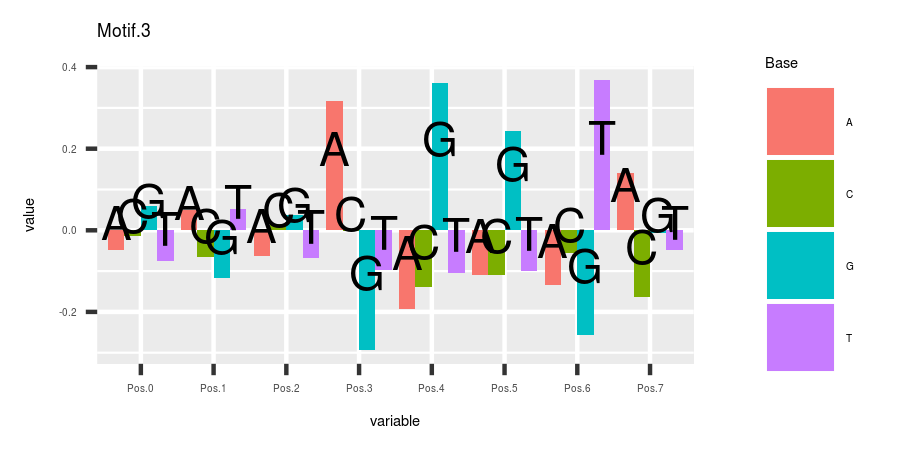 Motif.3
Base
0.4
0.2
0.0
-0.2
value
A C G T A C G T A C G T A C G T A C G T A C G T A C G T A C G T
Pos.0 Pos.1 Pos.2 Pos.3 Pos.4 Pos.5 Pos.6 Pos.7
variable
A
C
G
T